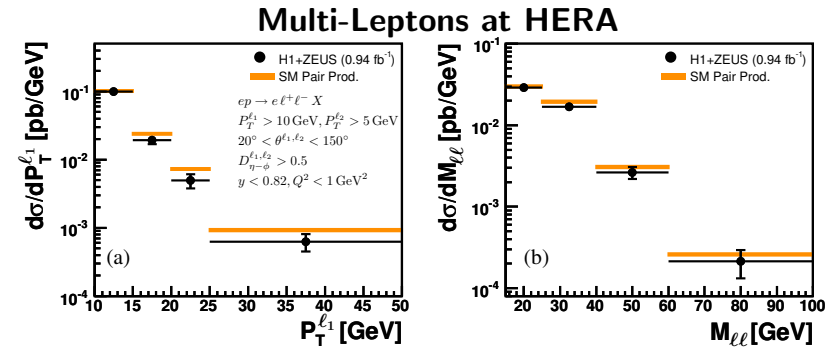 Multi-Leptons at HERA
dσ/dP_T^ℓ1 [pb/GeV]
10^-1
10^-2
10^-3
10^-4
H1+ZEUS (0.94 fb^-1)
SM Pair Prod.
ep → e ℓ^+ ℓ^- X
P_T^ℓ1 > 10 GeV, P_T^ℓ2 > 5 GeV
20° < θ^ℓ1,ℓ2 < 150°
D_η−φ^ℓ1,ℓ2 > 0.5
y < 0.82, Q^2 < 1 GeV^2
(a)
10 15 20 25 30 35 40 45 50
P_T^ℓ1 [GeV]
dσ/dM_ℓℓ [pb/GeV]
10^-1
10^-2
10^-3
10^-4
H1+ZEUS (0.94 fb^-1)
SM Pair Prod.
(b)
20 30 40 50 60 70 80 90 100
M_ℓℓ [GeV]